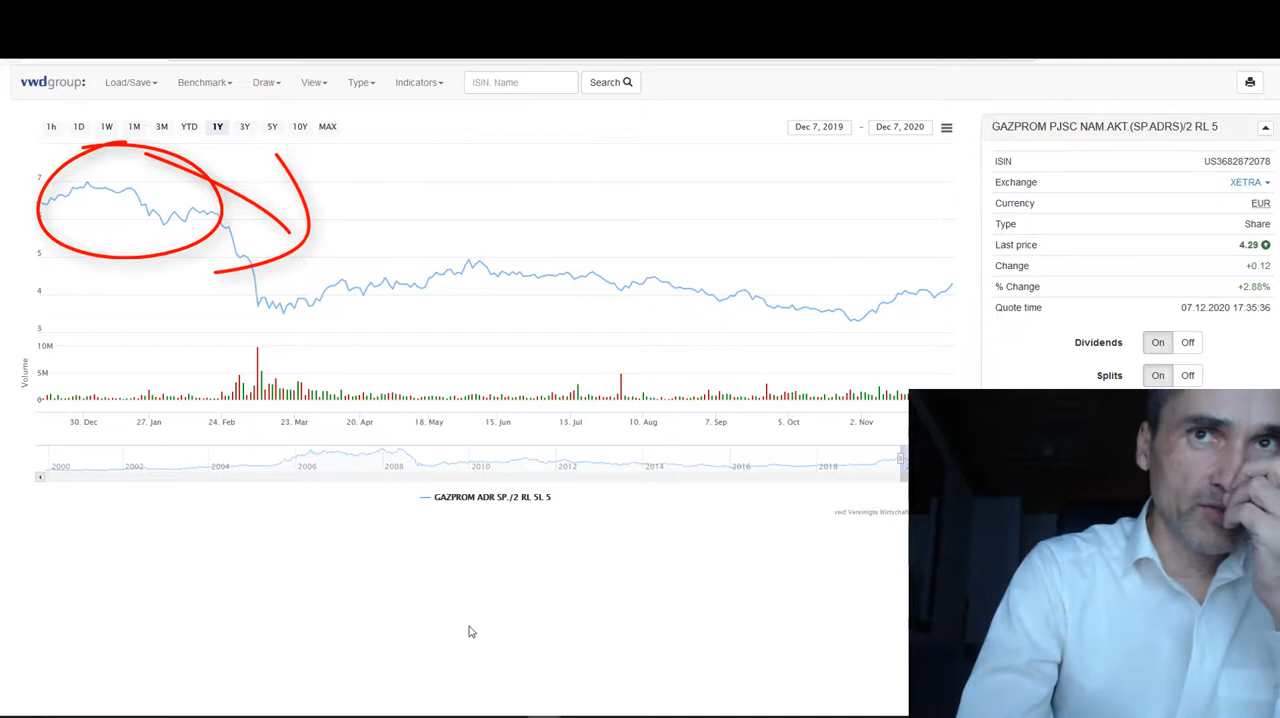 vwdgroup: Load/Save Benchmark Draw View Type Indicators ISIN, Name Search
1h 1D 1W 1M 3M YTD 1Y 3Y 5Y 10Y MAX Dec 7, 2019 – Dec 7, 2020
GAZPROM PJSC NAM.AKT.(SP.ADRS)/2 RL 5
ISIN US3682872078
Exchange XETRA
Currency EUR
Type Share
Last price 4.29
Change +0.12
% Change +2.88%
Quote time 07.12.2020 17:35:36
Dividends On Off
Splits On Off
7
5
4
3
10M
5M
0
Volume
30. Dec 27. Jan 24. Feb 23. Mar 20. Apr 18. May 15. Jun 13. Jul 10. Aug 7. Sep 5. Oct 2. Nov
2000 2002 2004 2006 2008 2010 2012 2014 2016 2018
GAZPROM ADR SP./2 RL 5L 5
vwd Vereinigte Wirtschaf